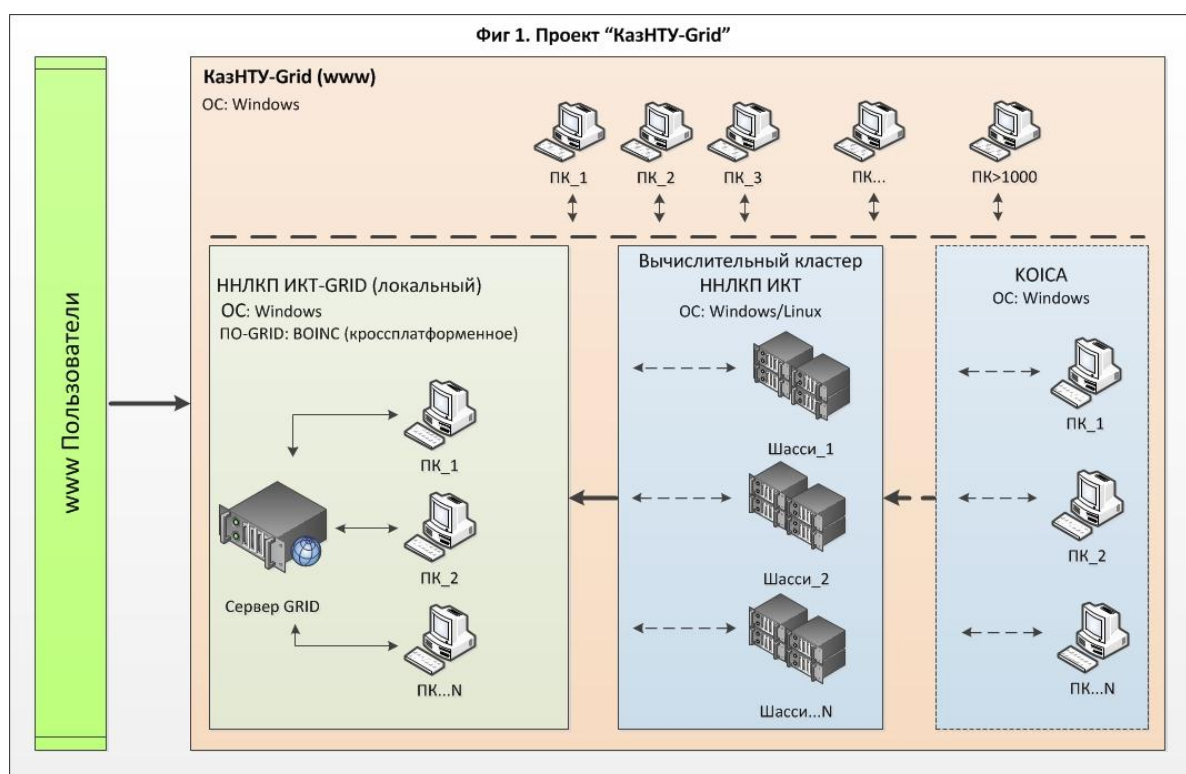 Фиг 1. Проект “КазНТУ-Grid”
www Пользователи
КазНТУ-Grid (www)
ОС: Windows
ПК_1
ПК_2
ПК_3
ПК...
ПК>1000
ННЛКП ИКТ-GRID (локальный)
ОС: Windows
ПО-GRID: BOINC (кроссплатформенное)
ПК_1
ПК_2
Сервер GRID
ПК...N
Вычислительный кластер
ННЛКП ИКТ
ОС: Windows/Linux
Шасси_1
Шасси_2
Шасси...N
KOICA
ОС: Windows
ПК_1
ПК_2
ПК...N